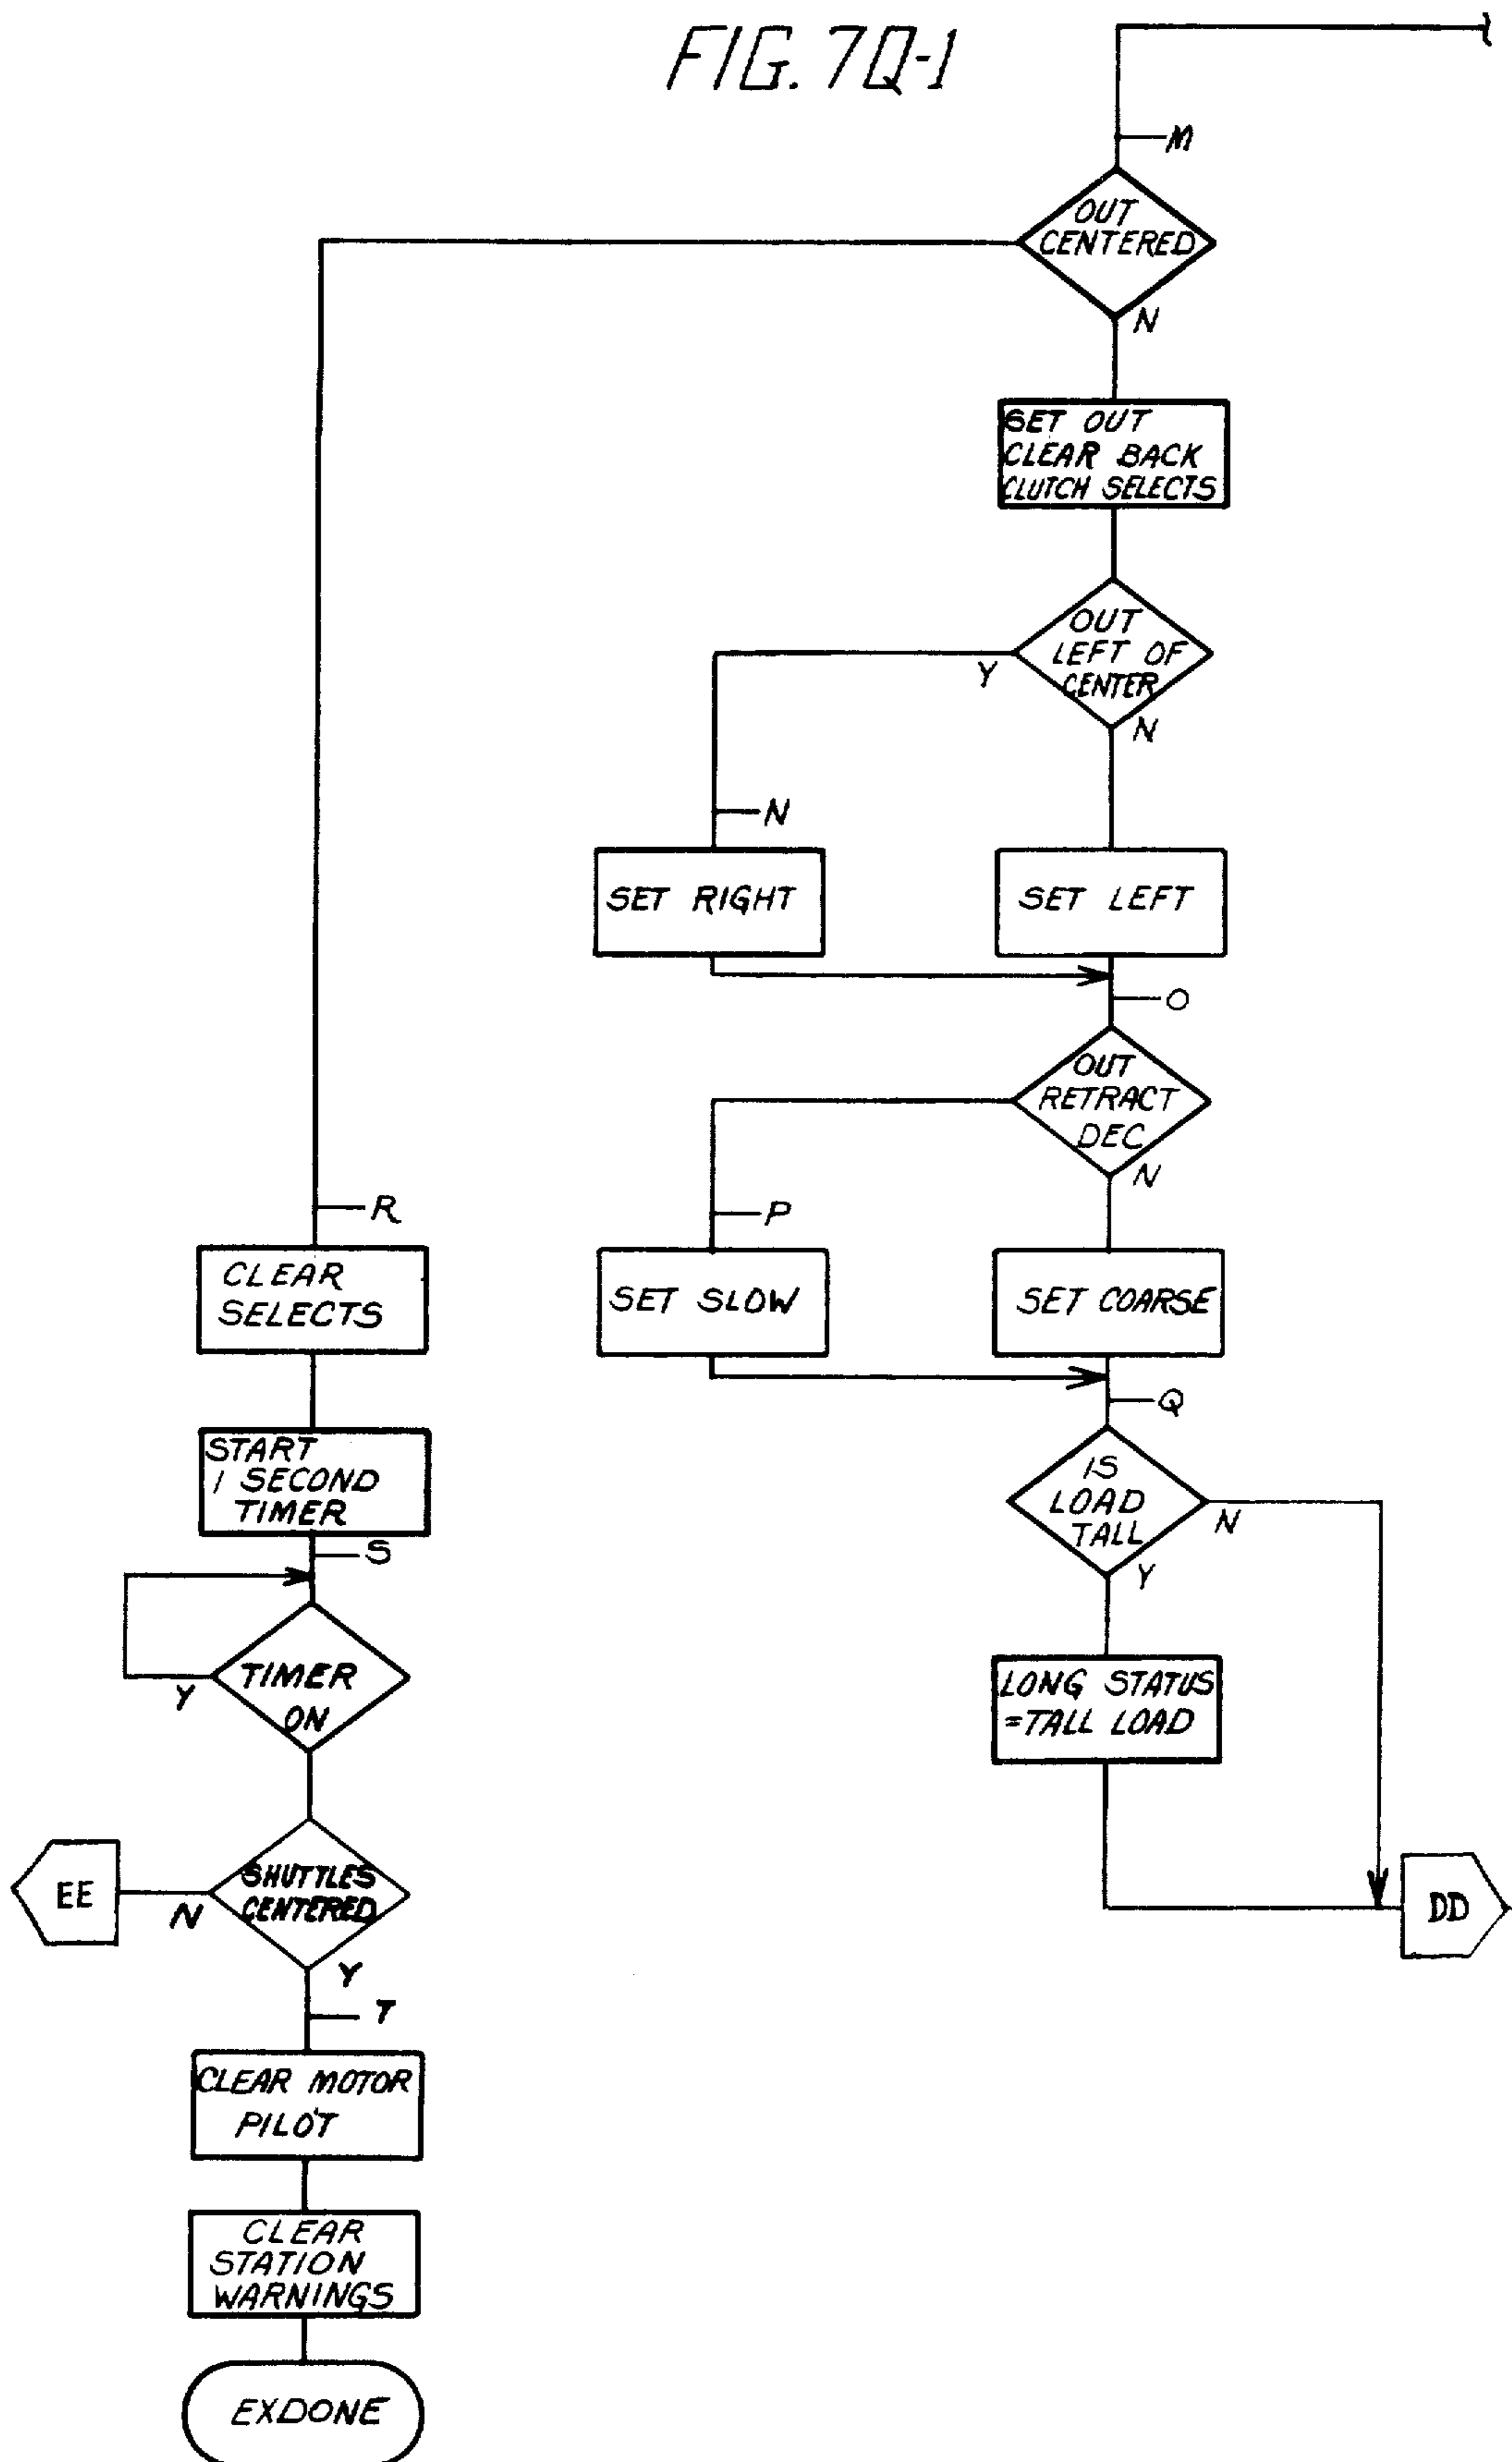 FIG. 7Q-1
M
OUT
CENTERED
N
SET OUT
CLEAR BACK
CLUTCH SELECTS
OUT
LEFT OF
CENTER
Y
N
N
SET RIGHT
SET LEFT
O
OUT
RETRACT
DEC
N
P
SET SLOW
SET COARSE
Q
IS
LOAD
TALL
N
Y
LONG STATUS
=TALL LOAD
DD
R
CLEAR
SELECTS
START
1 SECOND
TIMER
S
TIMER
ON
Y
SHUTTLES
CENTERED
N
EE
Y
T
CLEAR MOTOR
PILOT
CLEAR
STATION
WARNINGS
EXDONE